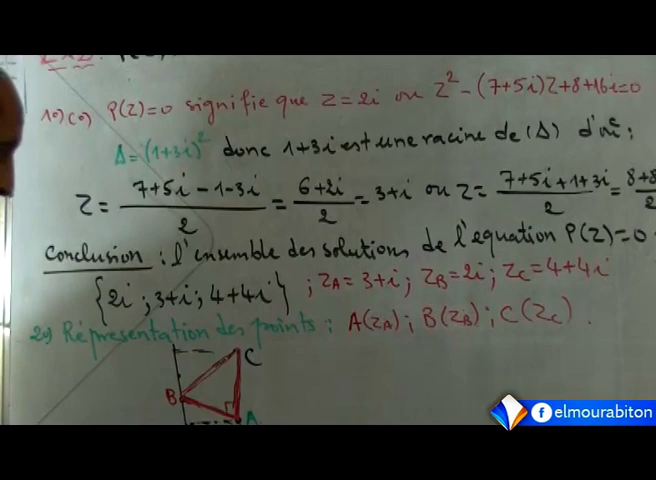 1°) c°) P(Z)=0 signifie que Z=2i ou Z² - (7+5i)Z+8+16i=0
Δ=(1+3i)² donc 1+3i est une racine de (Δ) d'où :
Z = (7+5i-1-3i)/2 = (6+2i)/2 = 3+i ou Z = (7+5i+1+3i)/2 = (8+8
Conclusion : l'ensemble des solutions de l'équation P(Z)=0
{2i ; 3+i ; 4+4i} ; ZA=3+i ; ZB=2i ; ZC=4+4i
2°) Réprésentation des points : A(ZA) ; B(ZB) ; C(ZC).
C
B
A
elmourabiton